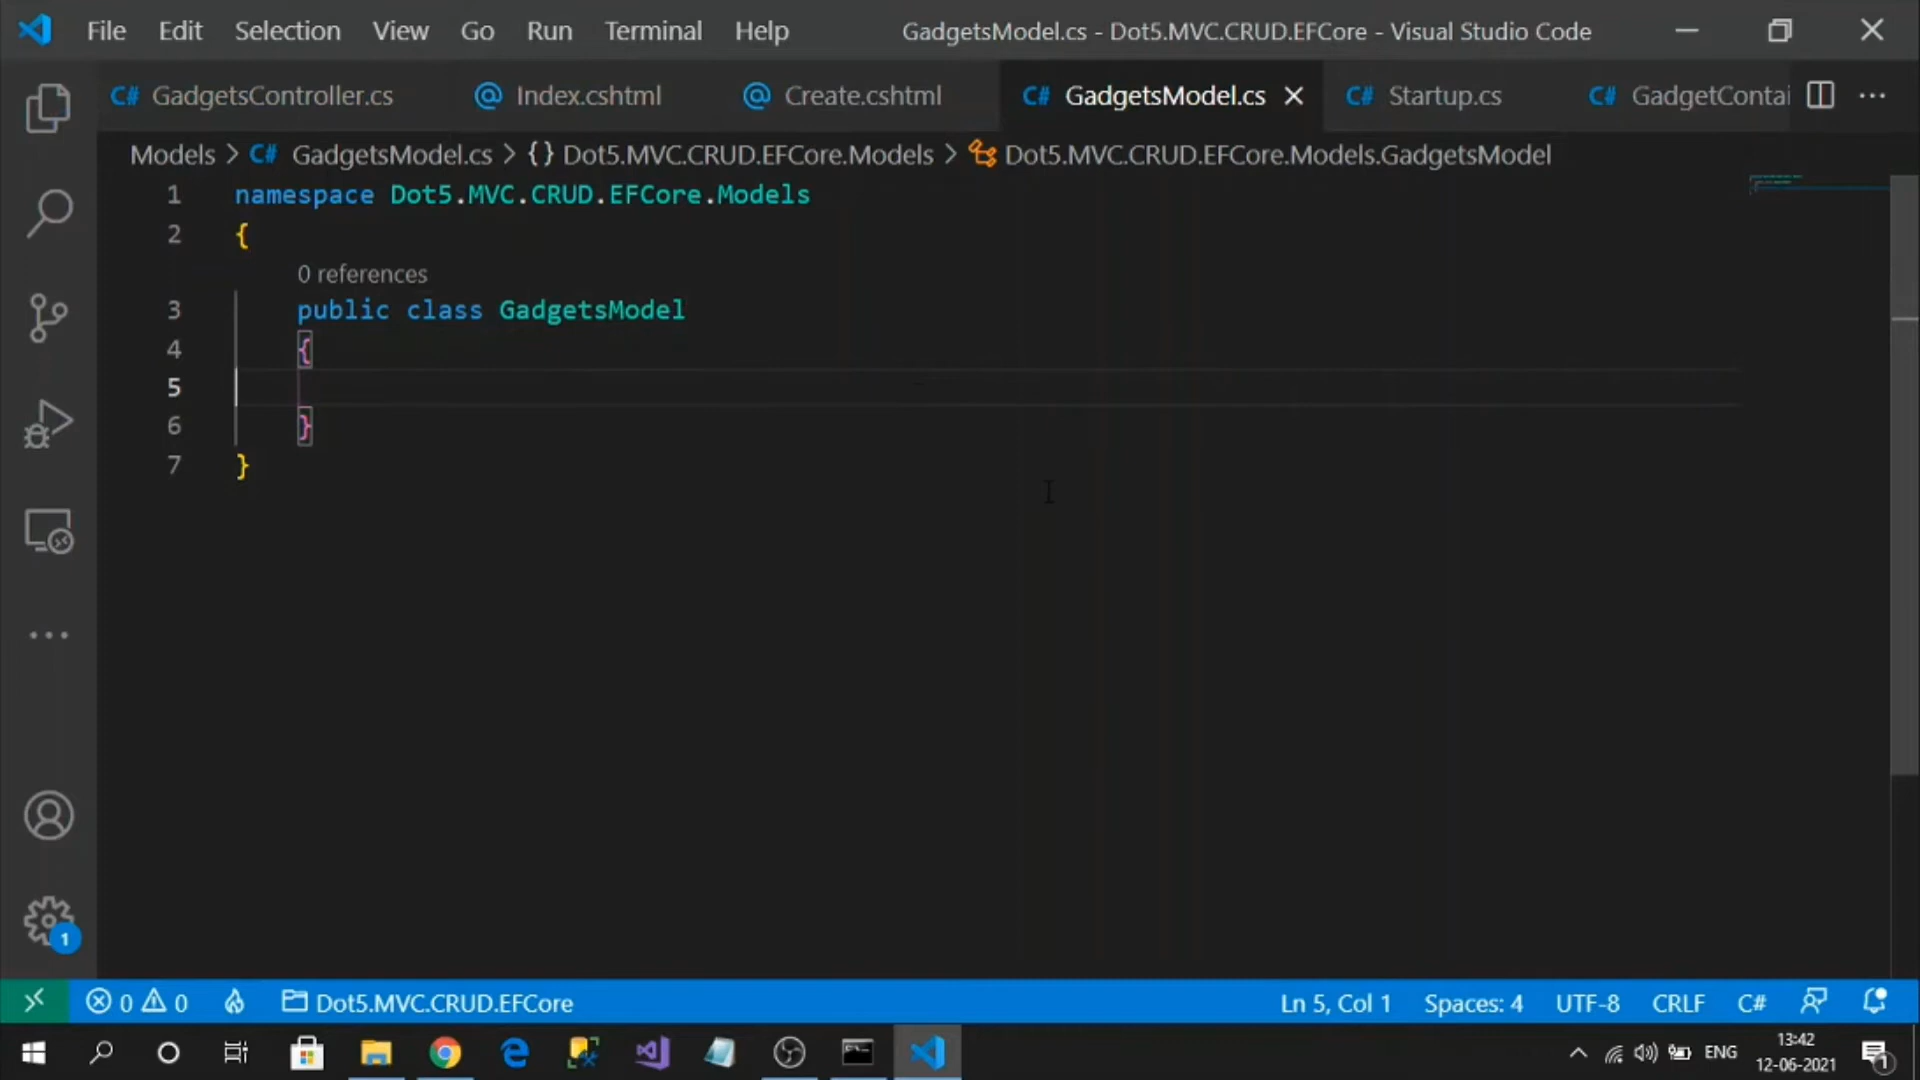 File Edit Selection View Go Run Terminal Help GadgetsModel.cs - Dot5.MVC.CRUD.EFCore - Visual Studio Code
C# GadgetsController.cs @ Index.cshtml @ Create.cshtml C# GadgetsModel.cs C# Startup.cs C# GadgetContai
Models > C# GadgetsModel.cs > {} Dot5.MVC.CRUD.EFCore.Models > Dot5.MVC.CRUD.EFCore.Models.GadgetsModel
1 namespace Dot5.MVC.CRUD.EFCore.Models
2 {
0 references
3 public class GadgetsModel
4 {
5
6 }
7 }
1
0 0 Dot5.MVC.CRUD.EFCore Ln 5, Col 1 Spaces: 4 UTF-8 CRLF C#
ENG 13:42 1
12-06-2021